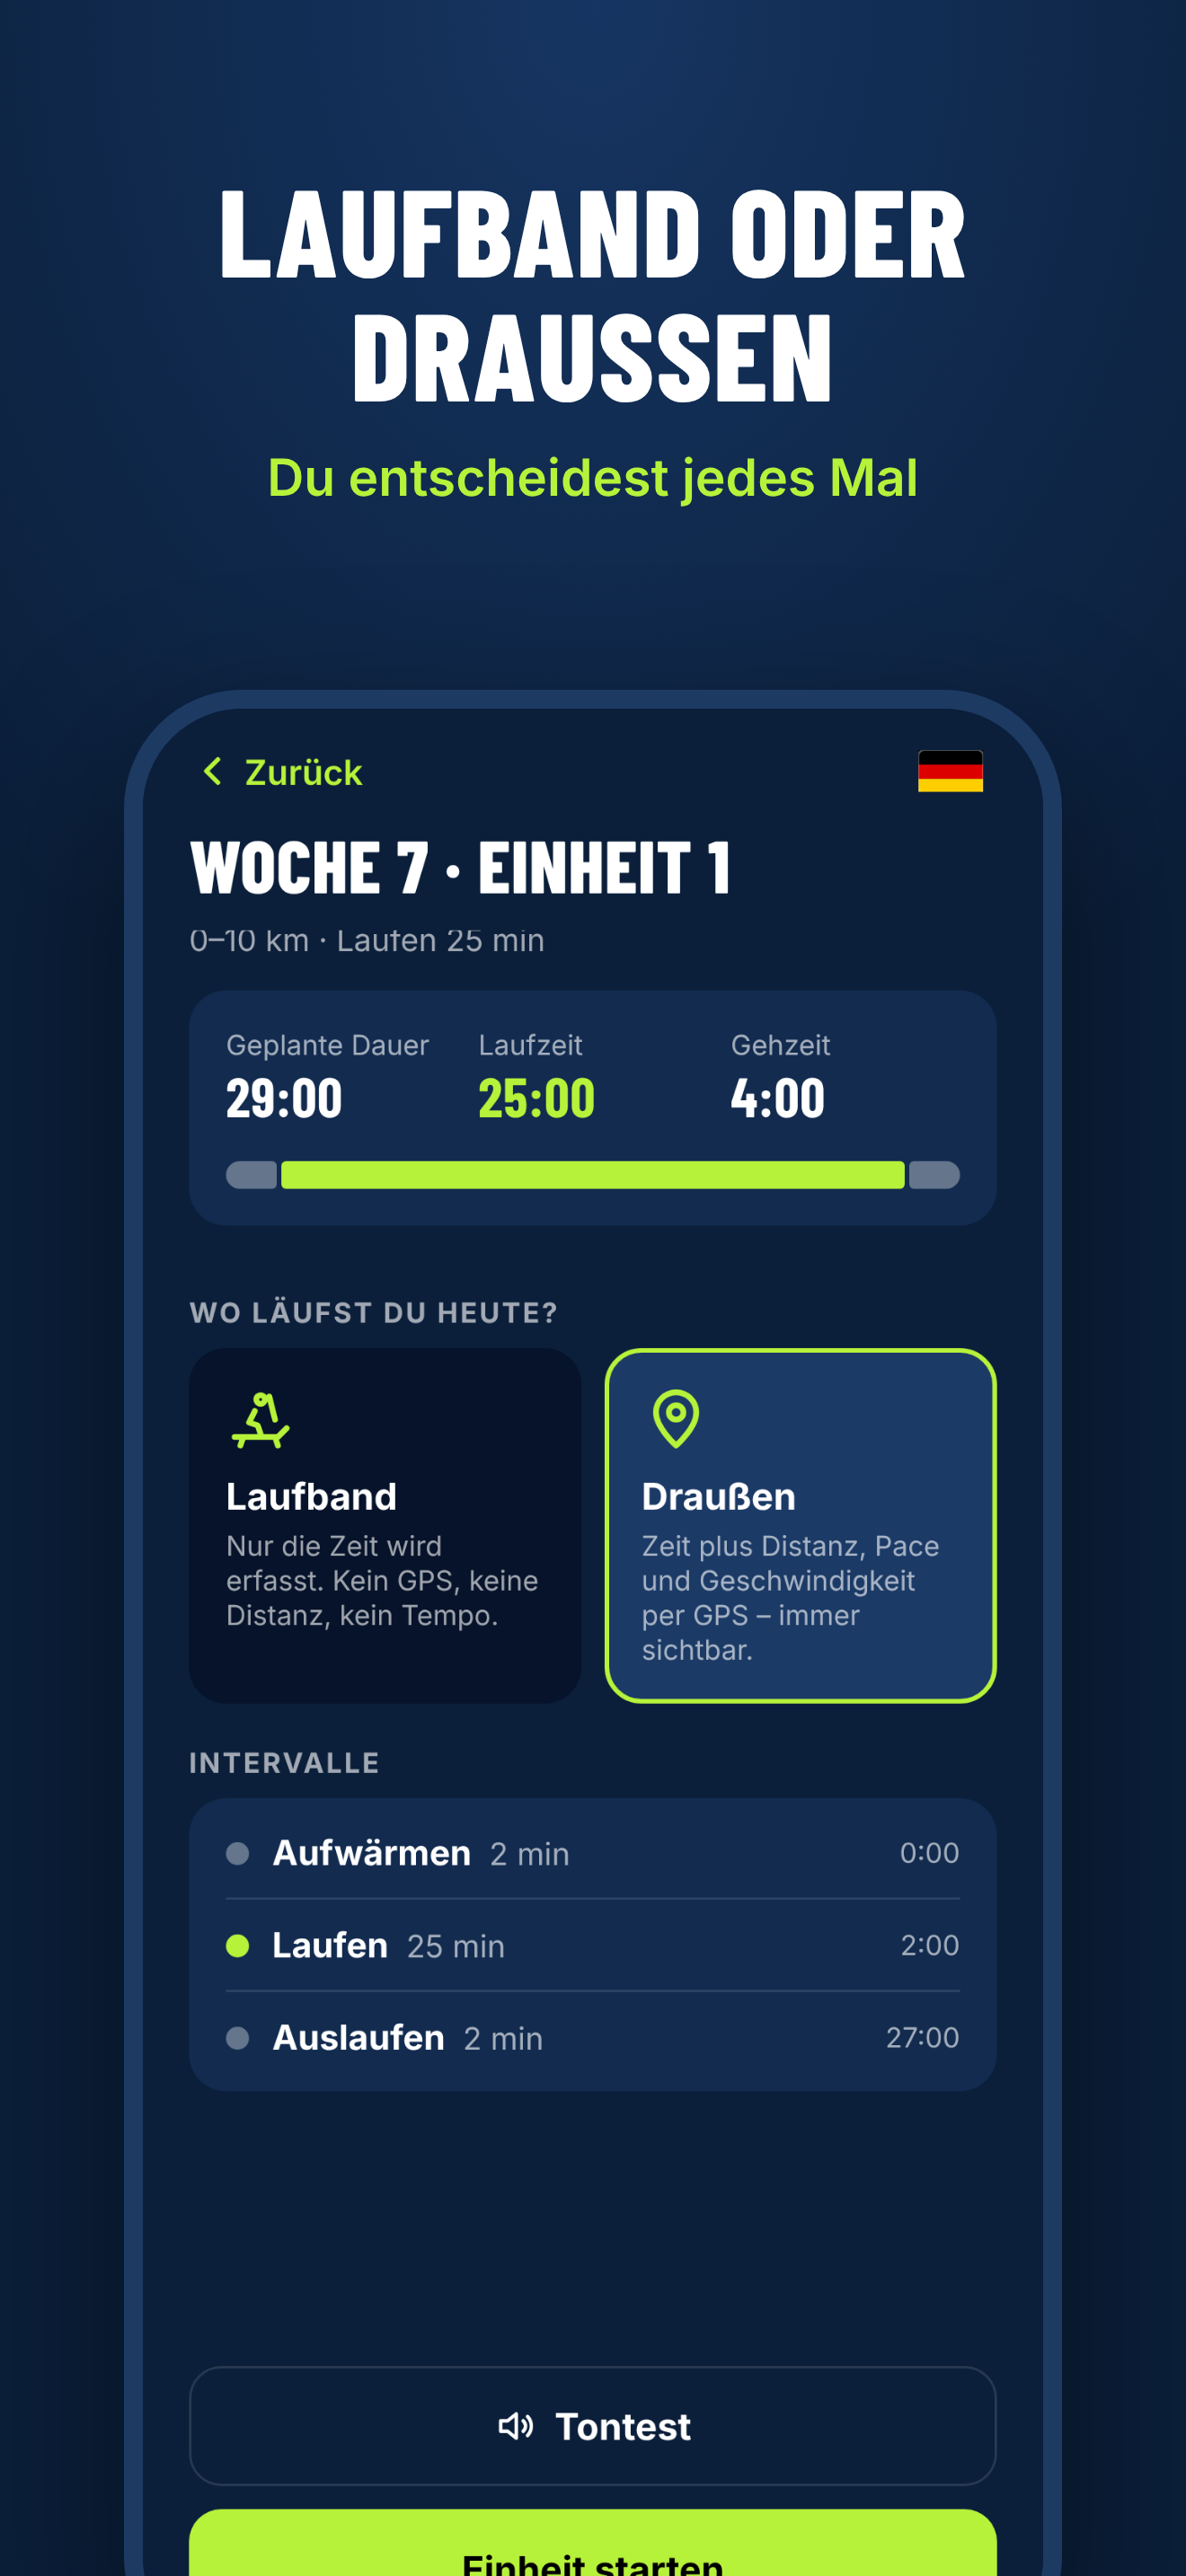 LAUFBAND ODER
DRAUSSEN
Du entscheidest jedes Mal
Zurück
WOCHE 7 · EINHEIT 1
0–10 km · Laufen 25 min
Geplante Dauer
Laufzeit
Gehzeit
29:00
25:00
4:00
WO LÄUFST DU HEUTE?
Laufband
Nur die Zeit wird
erfasst. Kein GPS, keine
Distanz, kein Tempo.
Draußen
Zeit plus Distanz, Pace
und Geschwindigkeit
per GPS – immer
sichtbar.
INTERVALLE
Aufwärmen 2 min 0:00
Laufen 25 min 2:00
Auslaufen 2 min 27:00
Tontest
Einheit starten